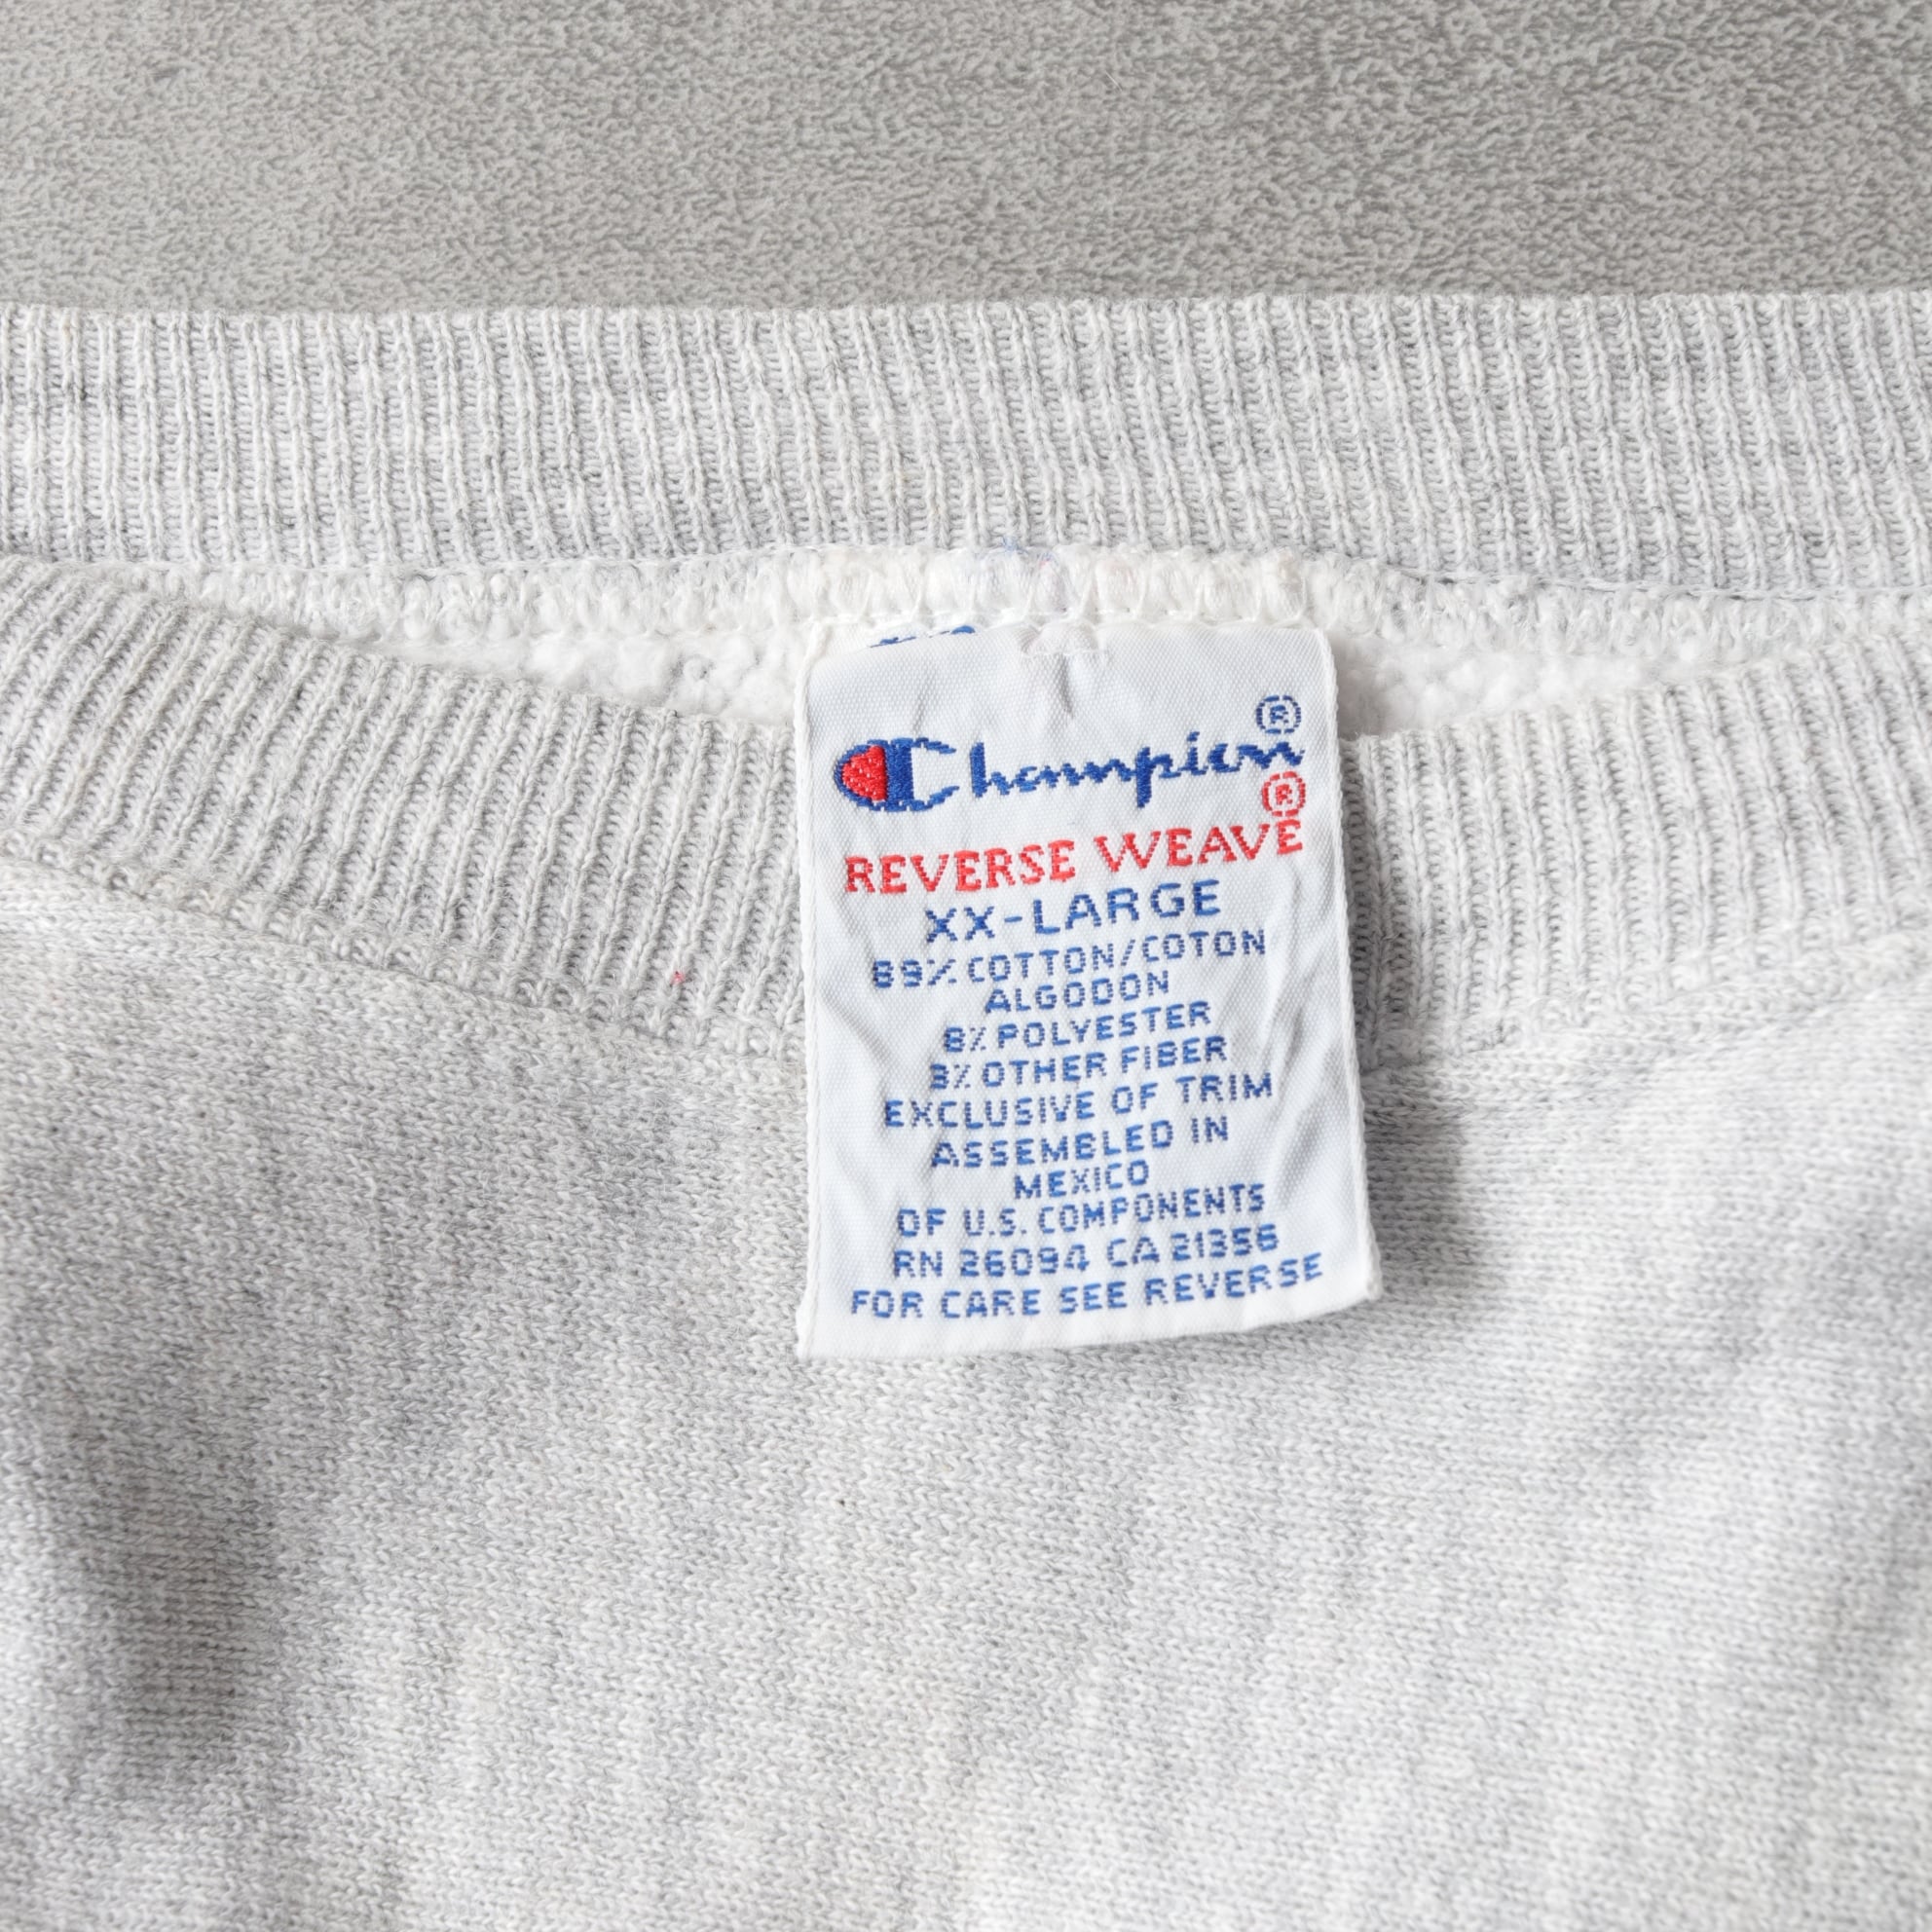 Champion®
REVERSE WEAVE®
XX-LARGE
89% COTTON/COTON
ALGODON
8% POLYESTER
3% OTHER FIBER
EXCLUSIVE OF TRIM
ASSEMBLED IN
MEXICO
OF U.S. COMPONENTS
RN 26094 CA 21356
FOR CARE SEE REVERSE